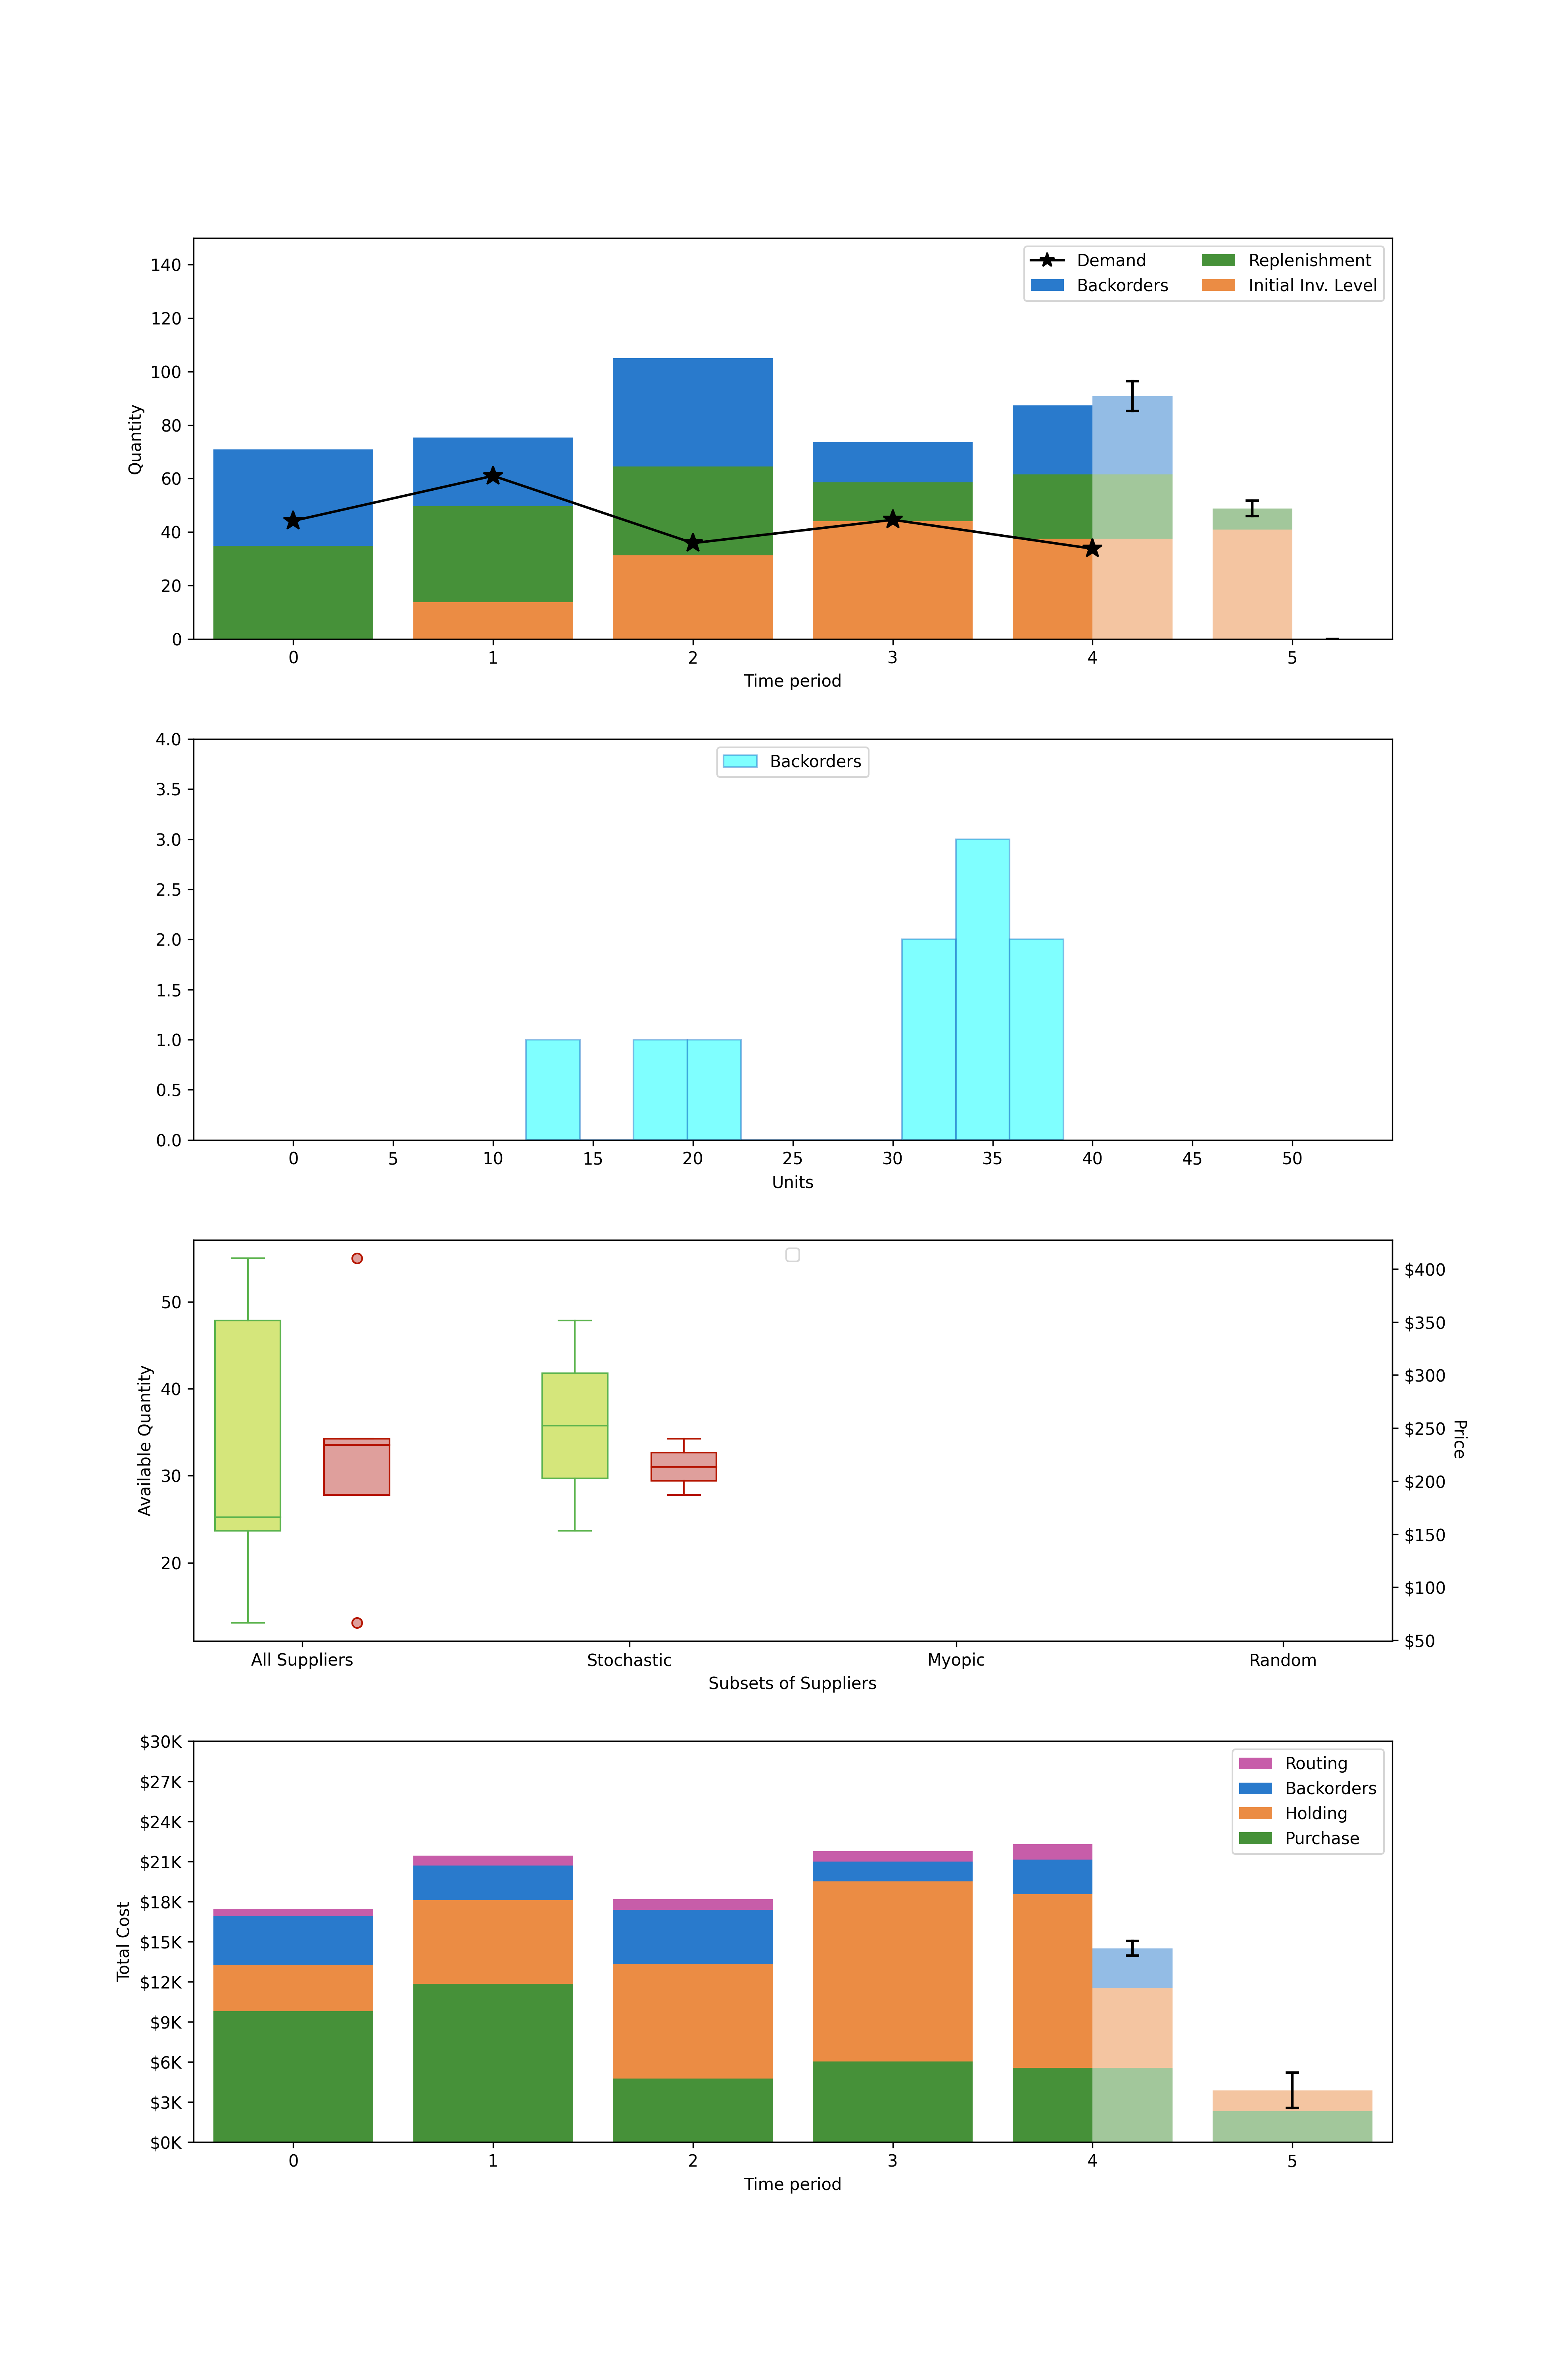 140
120
100
80
60
40
20
0
Quantity
Demand Replenishment
Backorders Initial Inv. Level
0 1 2 3 4 5
Time period
4.0
3.5
3.0
2.5
2.0
1.5
1.0
0.5
0.0
Backorders
0 5 10 15 20 25 30 35 40 45 50
Units
50
40
30
20
Available Quantity
$400
$350
$300
$250
$200
$150
$100
$50
Price
All Suppliers Stochastic Myopic Random
Subsets of Suppliers
$30K
$27K
$24K
$21K
$18K
$15K
$12K
$9K
$6K
$3K
$0K
Total Cost
Routing
Backorders
Holding
Purchase
0 1 2 3 4 5
Time period